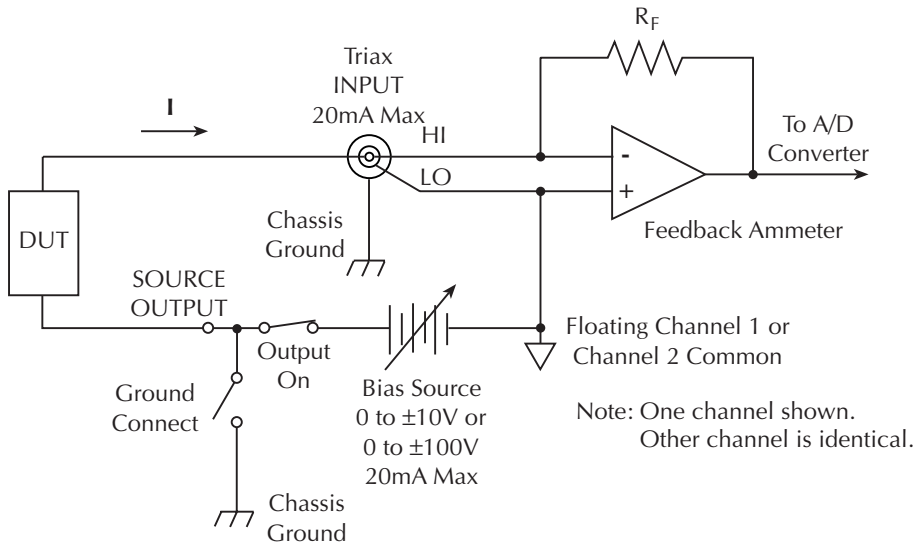 R_F
Triax
INPUT
20mA Max
I
HI
LO
-
+
To A/D
Converter
Feedback Ammeter
DUT
Chassis
Ground
SOURCE
OUTPUT
Output
On
Ground
Connect
Bias Source
0 to ±10V or
0 to ±100V
20mA Max
Floating Channel 1 or
Channel 2 Common
Note: One channel shown.
Other channel is identical.
Chassis
Ground